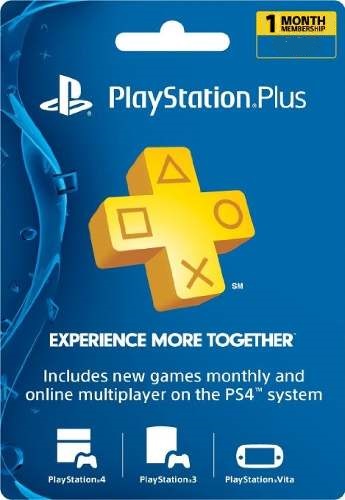 1 MONTH
MEMBERSHIP
PlayStation.Plus
SM
EXPERIENCE MORE TOGETHER™
Includes new games monthly and
online multiplayer on the PS4™ system
PlayStation.4
PlayStation.3
PlayStation.Vita